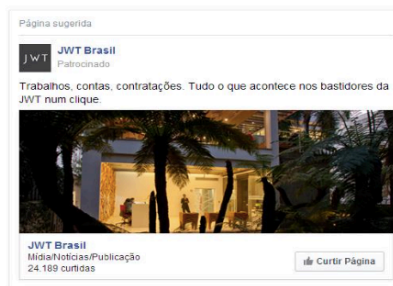 Página sugerida
JWT
JWT Brasil
Patrocinado
Trabalhos, contas, contratações. Tudo o que acontece nos bastidores da
JWT num clique.
JWT Brasil
Mídia/Notícias/Publicação
24.189 curtidas
Curtir Página